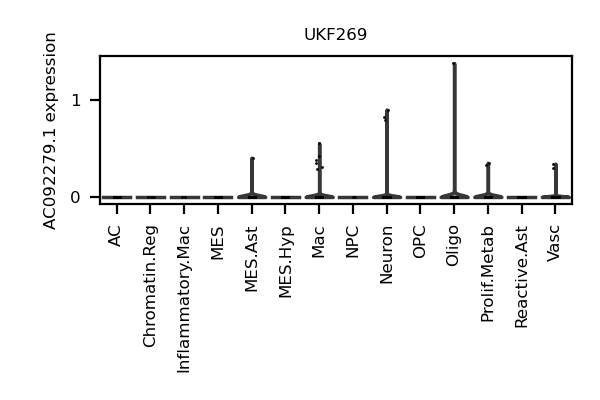 UKF269
AC092279.1 expression
1
0
AC
Chromatin.Reg
Inflammatory.Mac
MES
MES.Ast
MES.Hyp
Mac
NPC
Neuron
OPC
Oligo
Prolif.Metab
Reactive.Ast
Vasc